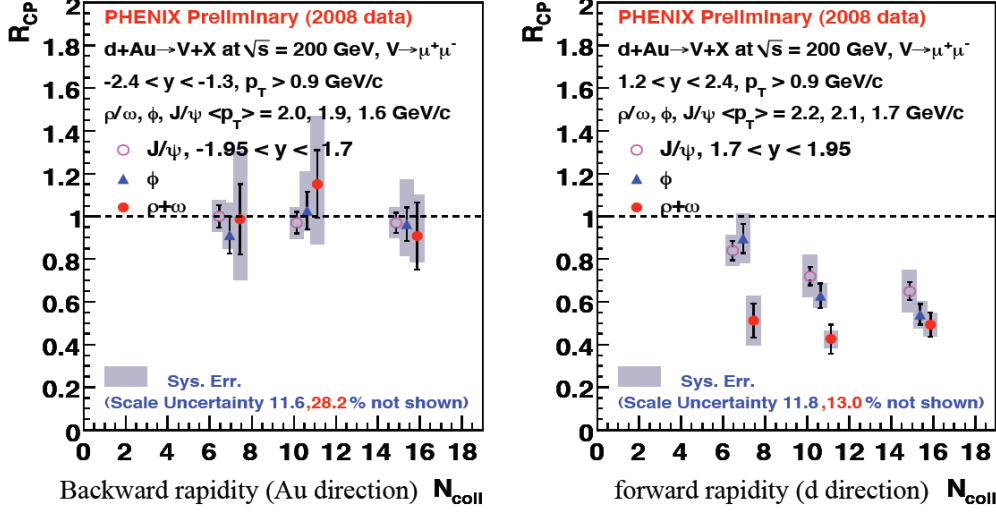 R_CP
PHENIX Preliminary (2008 data)
d+Au→V+X at √s = 200 GeV, V→μ⁺μ⁻
-2.4 < y < -1.3, p_T > 0.9 GeV/c
ρ/ω, φ, J/ψ <p_T> = 2.0, 1.9, 1.6 GeV/c
J/ψ, -1.95 < y < -1.7
φ
ρ+ω
Sys. Err.
(Scale Uncertainty 11.6,28.2% not shown)
2
1.8
1.6
1.4
1.2
1
0.8
0.6
0.4
0.2
0
0 2 4 6 8 10 12 14 16 18
Backward rapidity (Au direction) N_coll
R_CP
PHENIX Preliminary (2008 data)
d+Au→V+X at √s = 200 GeV, V→μ⁺μ⁻
1.2 < y < 2.4, p_T > 0.9 GeV/c
ρ/ω, φ, J/ψ <p_T> = 2.2, 2.1, 1.7 GeV/c
J/ψ, 1.7 < y < 1.95
φ
ρ+ω
Sys. Err.
(Scale Uncertainty 11.8,13.0% not shown)
2
1.8
1.6
1.4
1.2
1
0.8
0.6
0.4
0.2
0
0 2 4 6 8 10 12 14 16 18
forward rapidity (d direction) N_coll